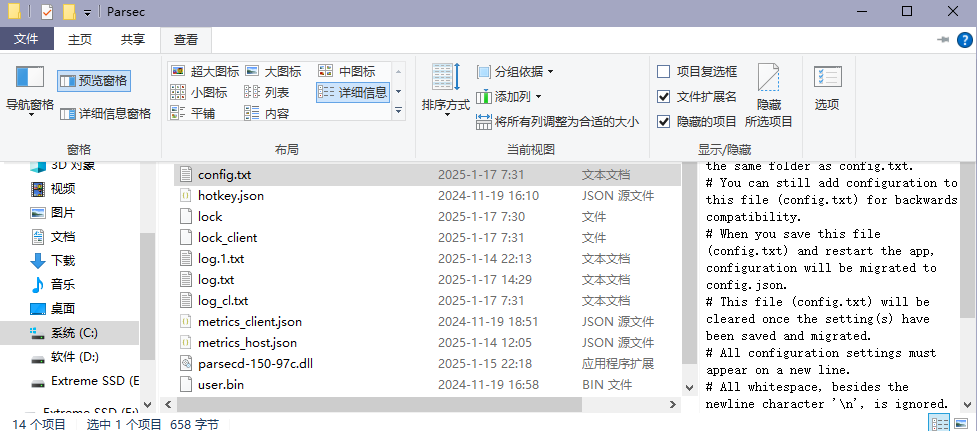 Parsec
文件 主页 共享 查看
导航窗格 预览窗格 详细信息窗格
窗格
超大图标 大图标 中图标
小图标 列表 详细信息
平铺 内容
布局
排序方式 分组依据 添加列 将所有列调整为合适的大小
当前视图
项目复选框
文件扩展名
隐藏的项目
隐藏
所选项目
显示/隐藏
选项
3D 对象
视频
图片
文档
下载
音乐
桌面
系统 (C:)
软件 (D:)
Extreme SSD (E
Extreme SSD (E:)
config.txt 2025-1-17 7:31 文本文档
hotkey.json 2024-11-19 16:10 JSON 源文件
lock 2025-1-17 7:30 文件
lock_client 2025-1-17 7:31 文件
log.1.txt 2025-1-14 22:13 文本文档
log.txt 2025-1-17 14:29 文本文档
log_cl.txt 2025-1-17 7:31 文本文档
metrics_client.json 2024-11-19 18:51 JSON 源文件
metrics_host.json 2025-1-14 12:05 JSON 源文件
parsecd-150-97c.dll 2025-1-15 22:18 应用程序扩展
user.bin 2024-11-19 16:58 BIN 文件
the same folder as config.txt.
# You can still add configuration to
this file (config.txt) for backwards
compatibility.
# When you save this file
(config.txt) and restart the app,
configuration will be migrated to
config.json.
# This file (config.txt) will be
cleared once the setting(s) have
been saved and migrated.
# All configuration settings must
appear on a new line.
# All whitespace, besides the
newline character '\n', is ignored.
14 个项目 选中 1 个项目 658 字节